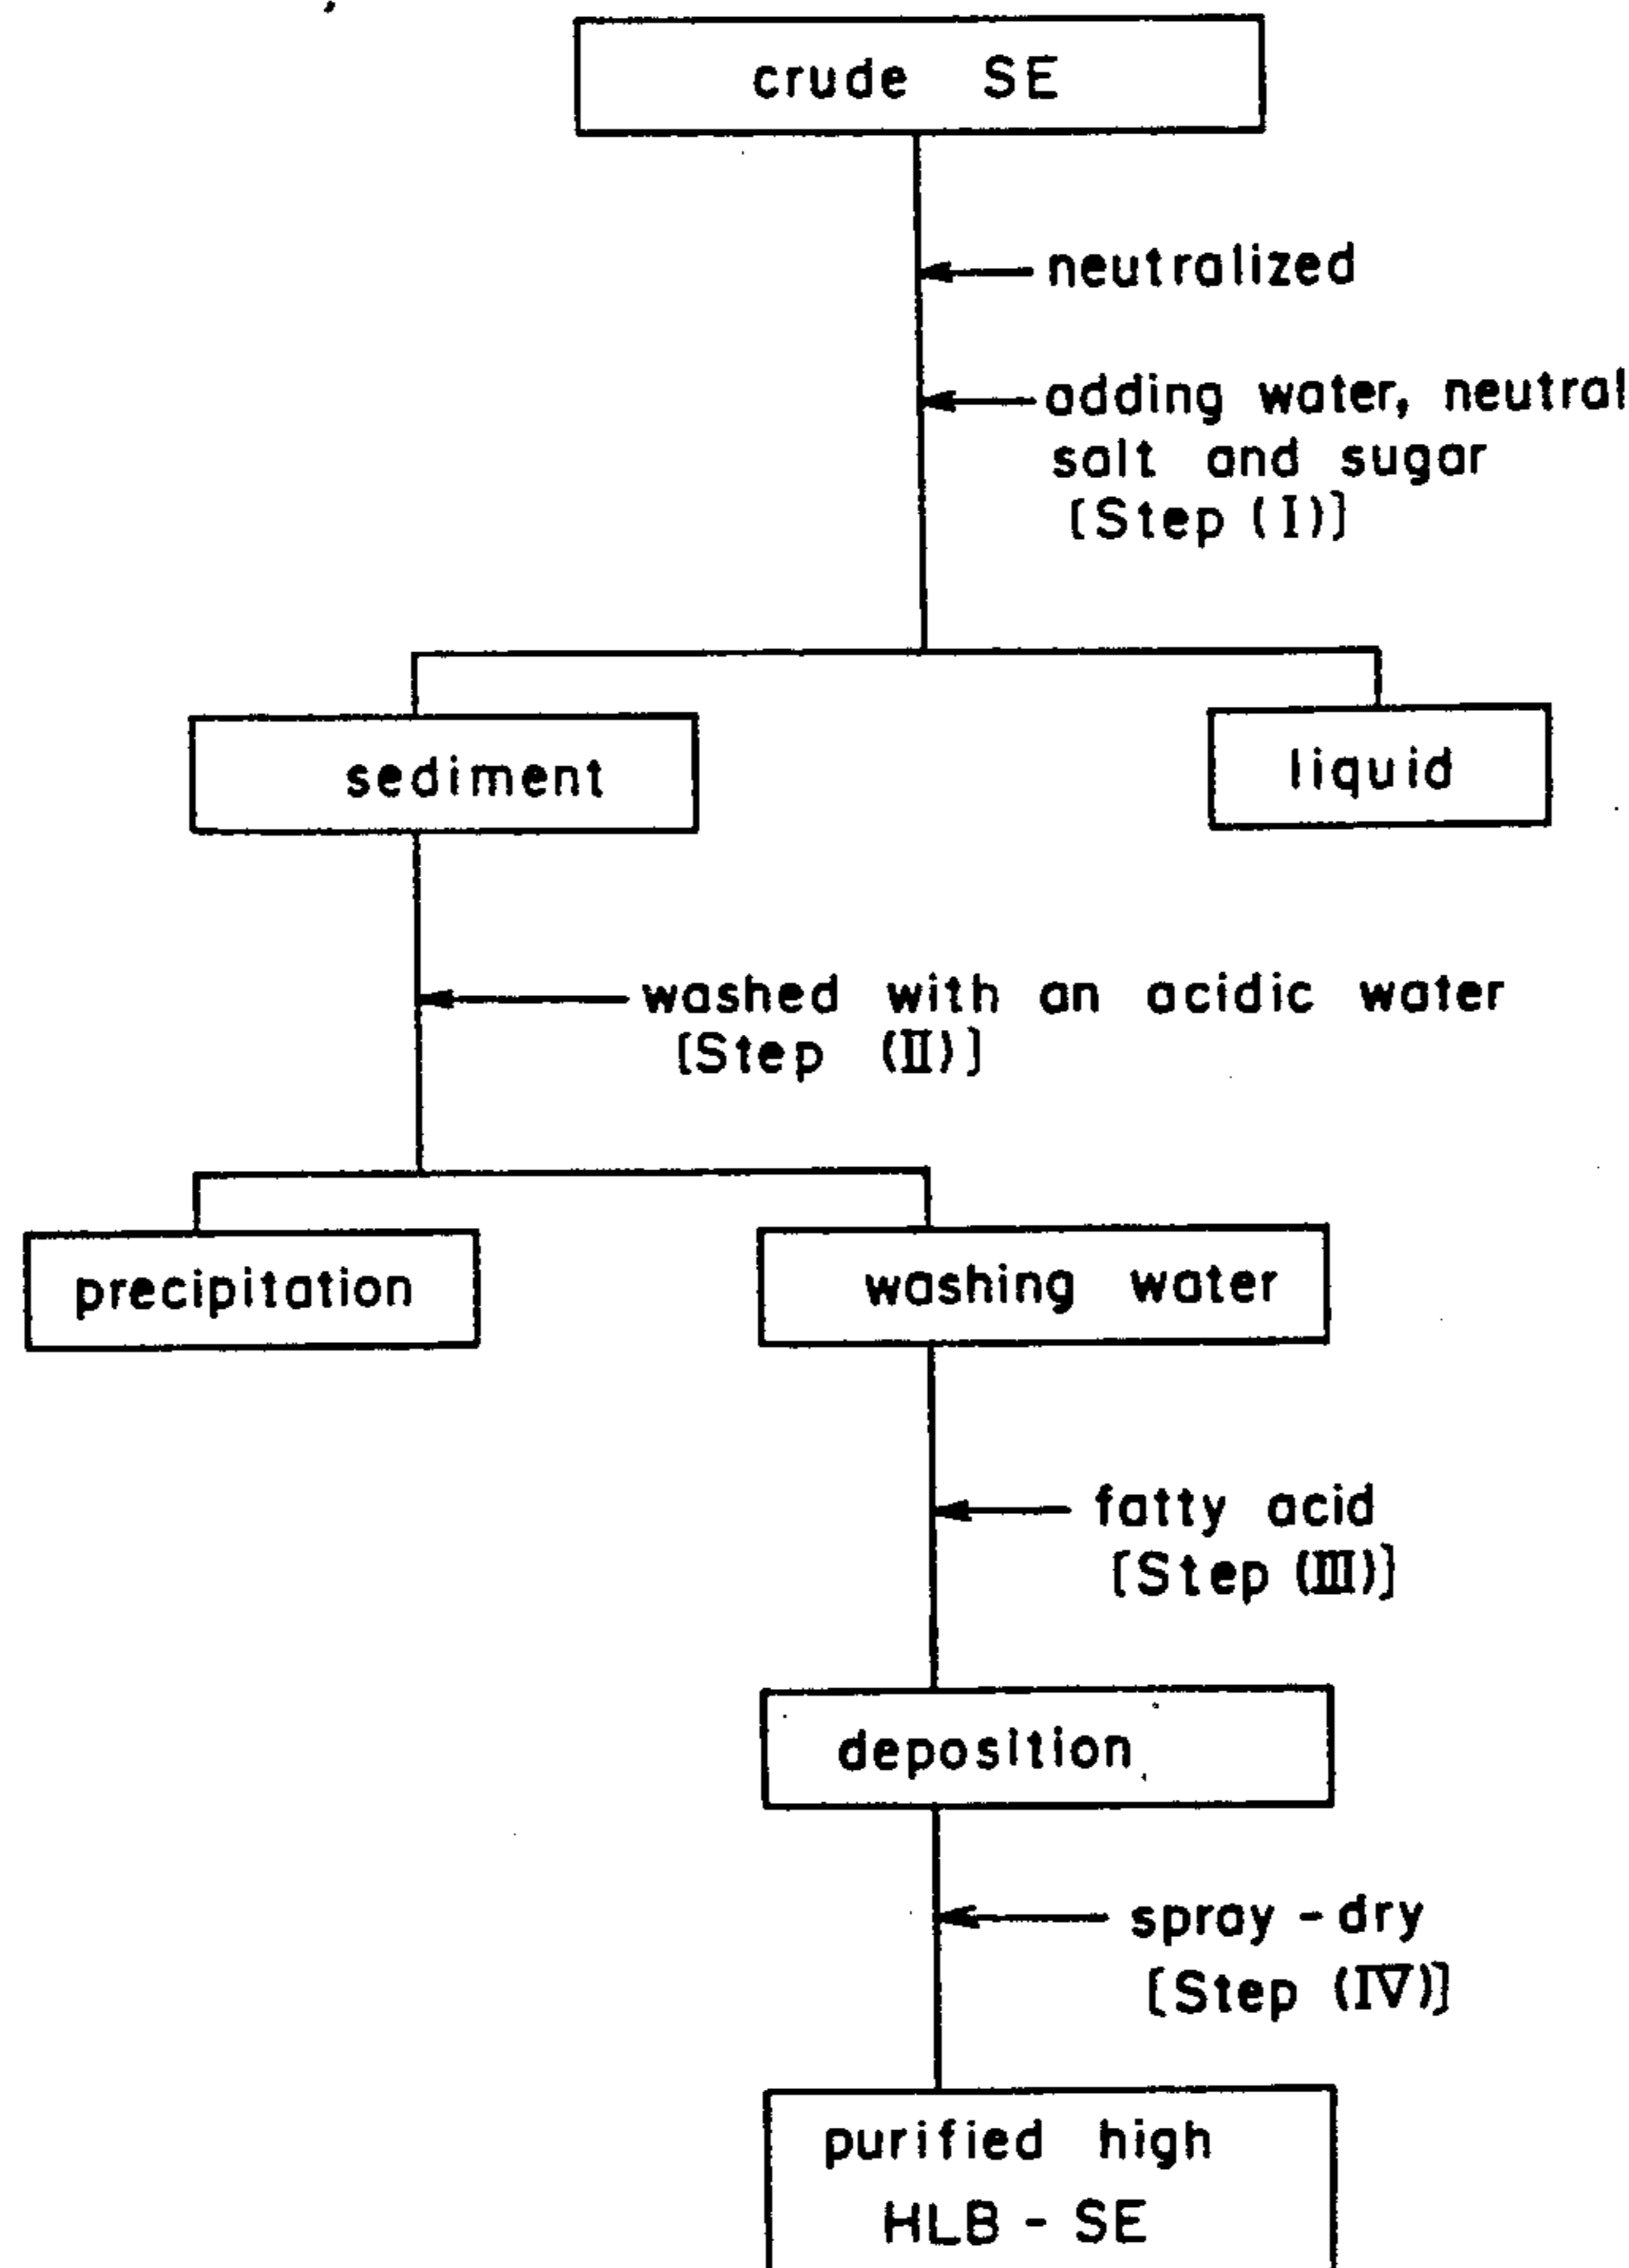 crude SE
neutralized
adding water, neutral
salt and sugar
[Step (I)]
sediment
liquid
washed with an acidic water
[Step (II)]
precipitation
washing water
fatty acid
[Step (III)]
deposition
spray-dry
[Step (IV)]
purified high
HLB - SE